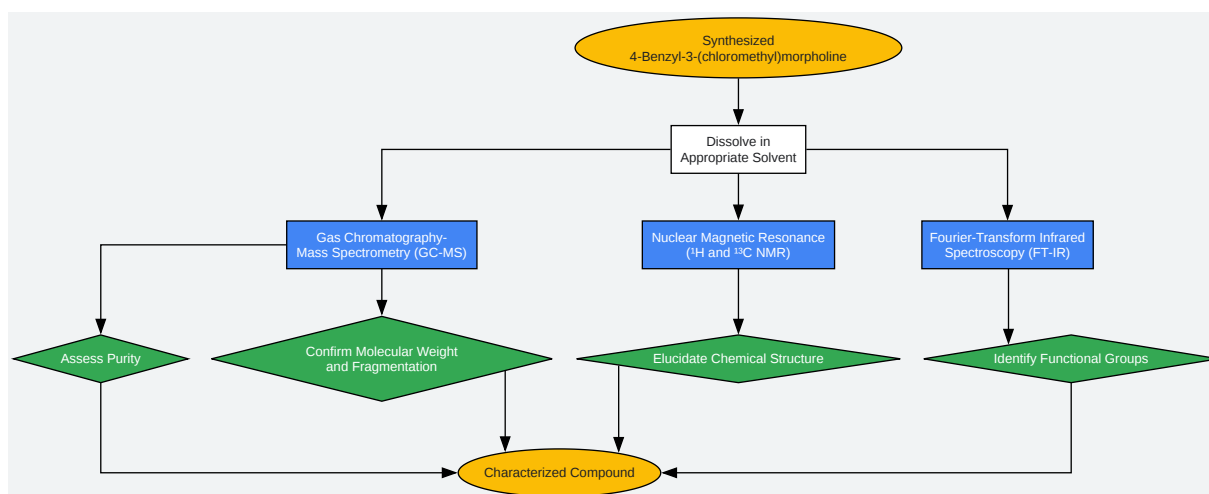 Synthesized
4-Benzyl-3-(chloromethyl)morpholine
Dissolve in
Appropriate Solvent
Gas Chromatography-
Mass Spectrometry (GC-MS)
Nuclear Magnetic Resonance
(¹H and ¹³C NMR)
Fourier-Transform Infrared
Spectroscopy (FT-IR)
Assess Purity
Confirm Molecular Weight
and Fragmentation
Elucidate Chemical Structure
Identify Functional Groups
Characterized Compound